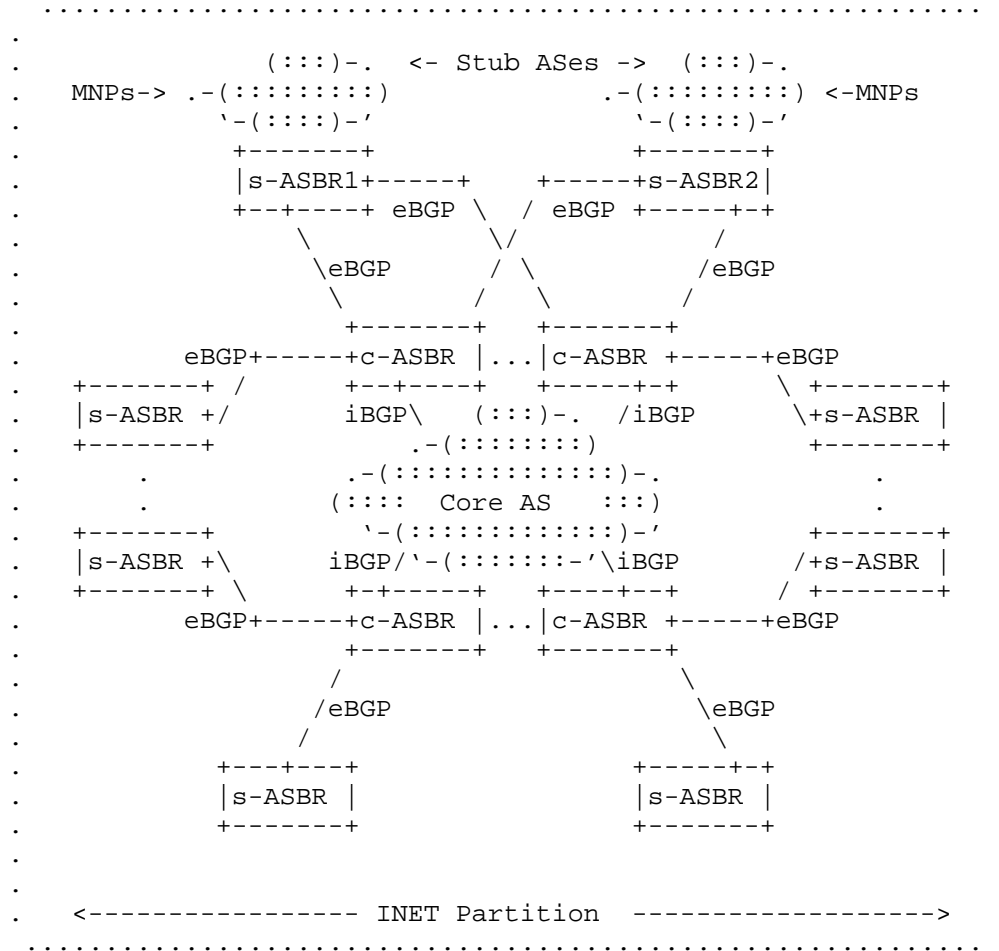 <- Stub ASes ->
MNPs-> <-MNPs
s-ASBR1 s-ASBR2
eBGP eBGP
eBGP eBGP
eBGP c-ASBR ... c-ASBR eBGP
s-ASBR iBGP iBGP s-ASBR
Core AS
s-ASBR iBGP iBGP s-ASBR
eBGP c-ASBR ... c-ASBR eBGP
eBGP eBGP
s-ASBR s-ASBR
<----------------- INET Partition ------------------->